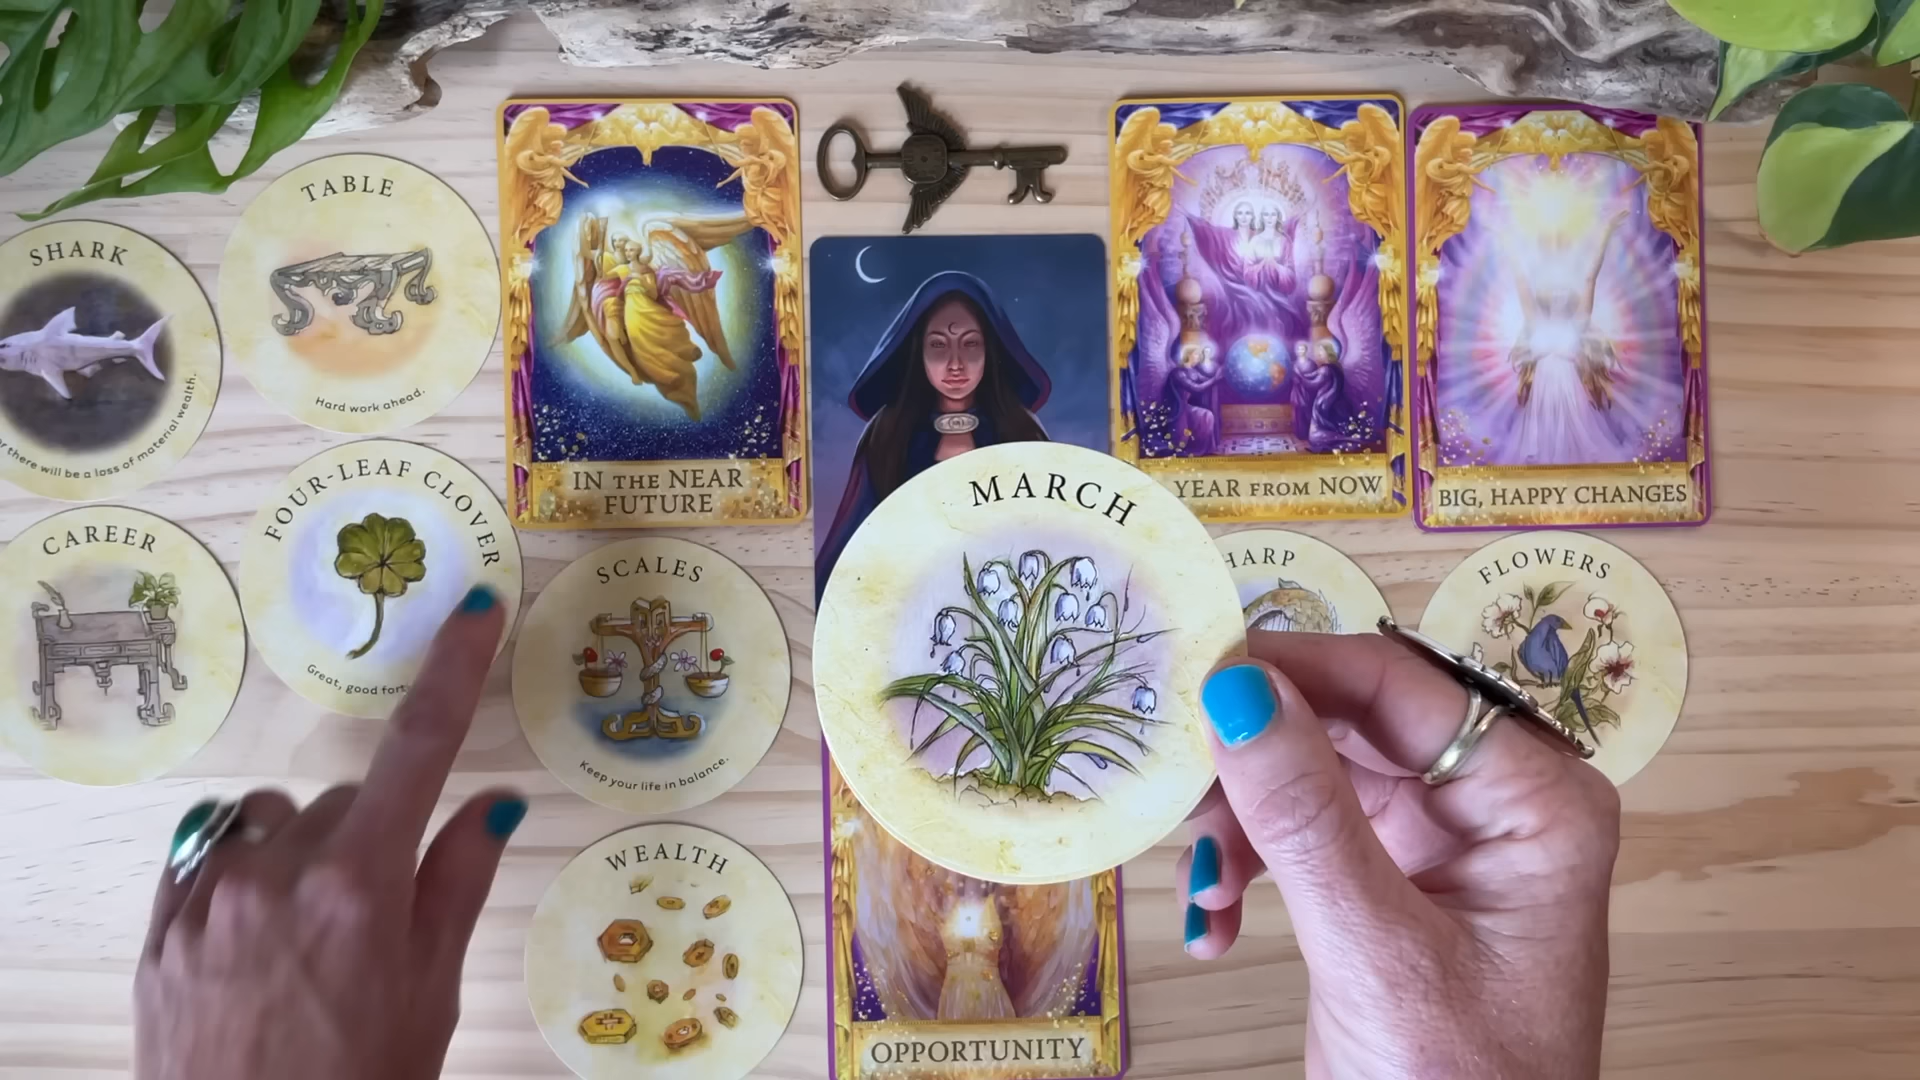 SHARK
there will be a loss of material wealth.
TABLE
Hard work ahead.
IN THE NEAR
FUTURE
YEAR FROM NOW
BIG, HAPPY CHANGES
CAREER
FOUR-LEAF CLOVER
Great, good
SCALES
Keep your life in balance.
MARCH
HARP
FLOWERS
WEALTH
OPPORTUNITY